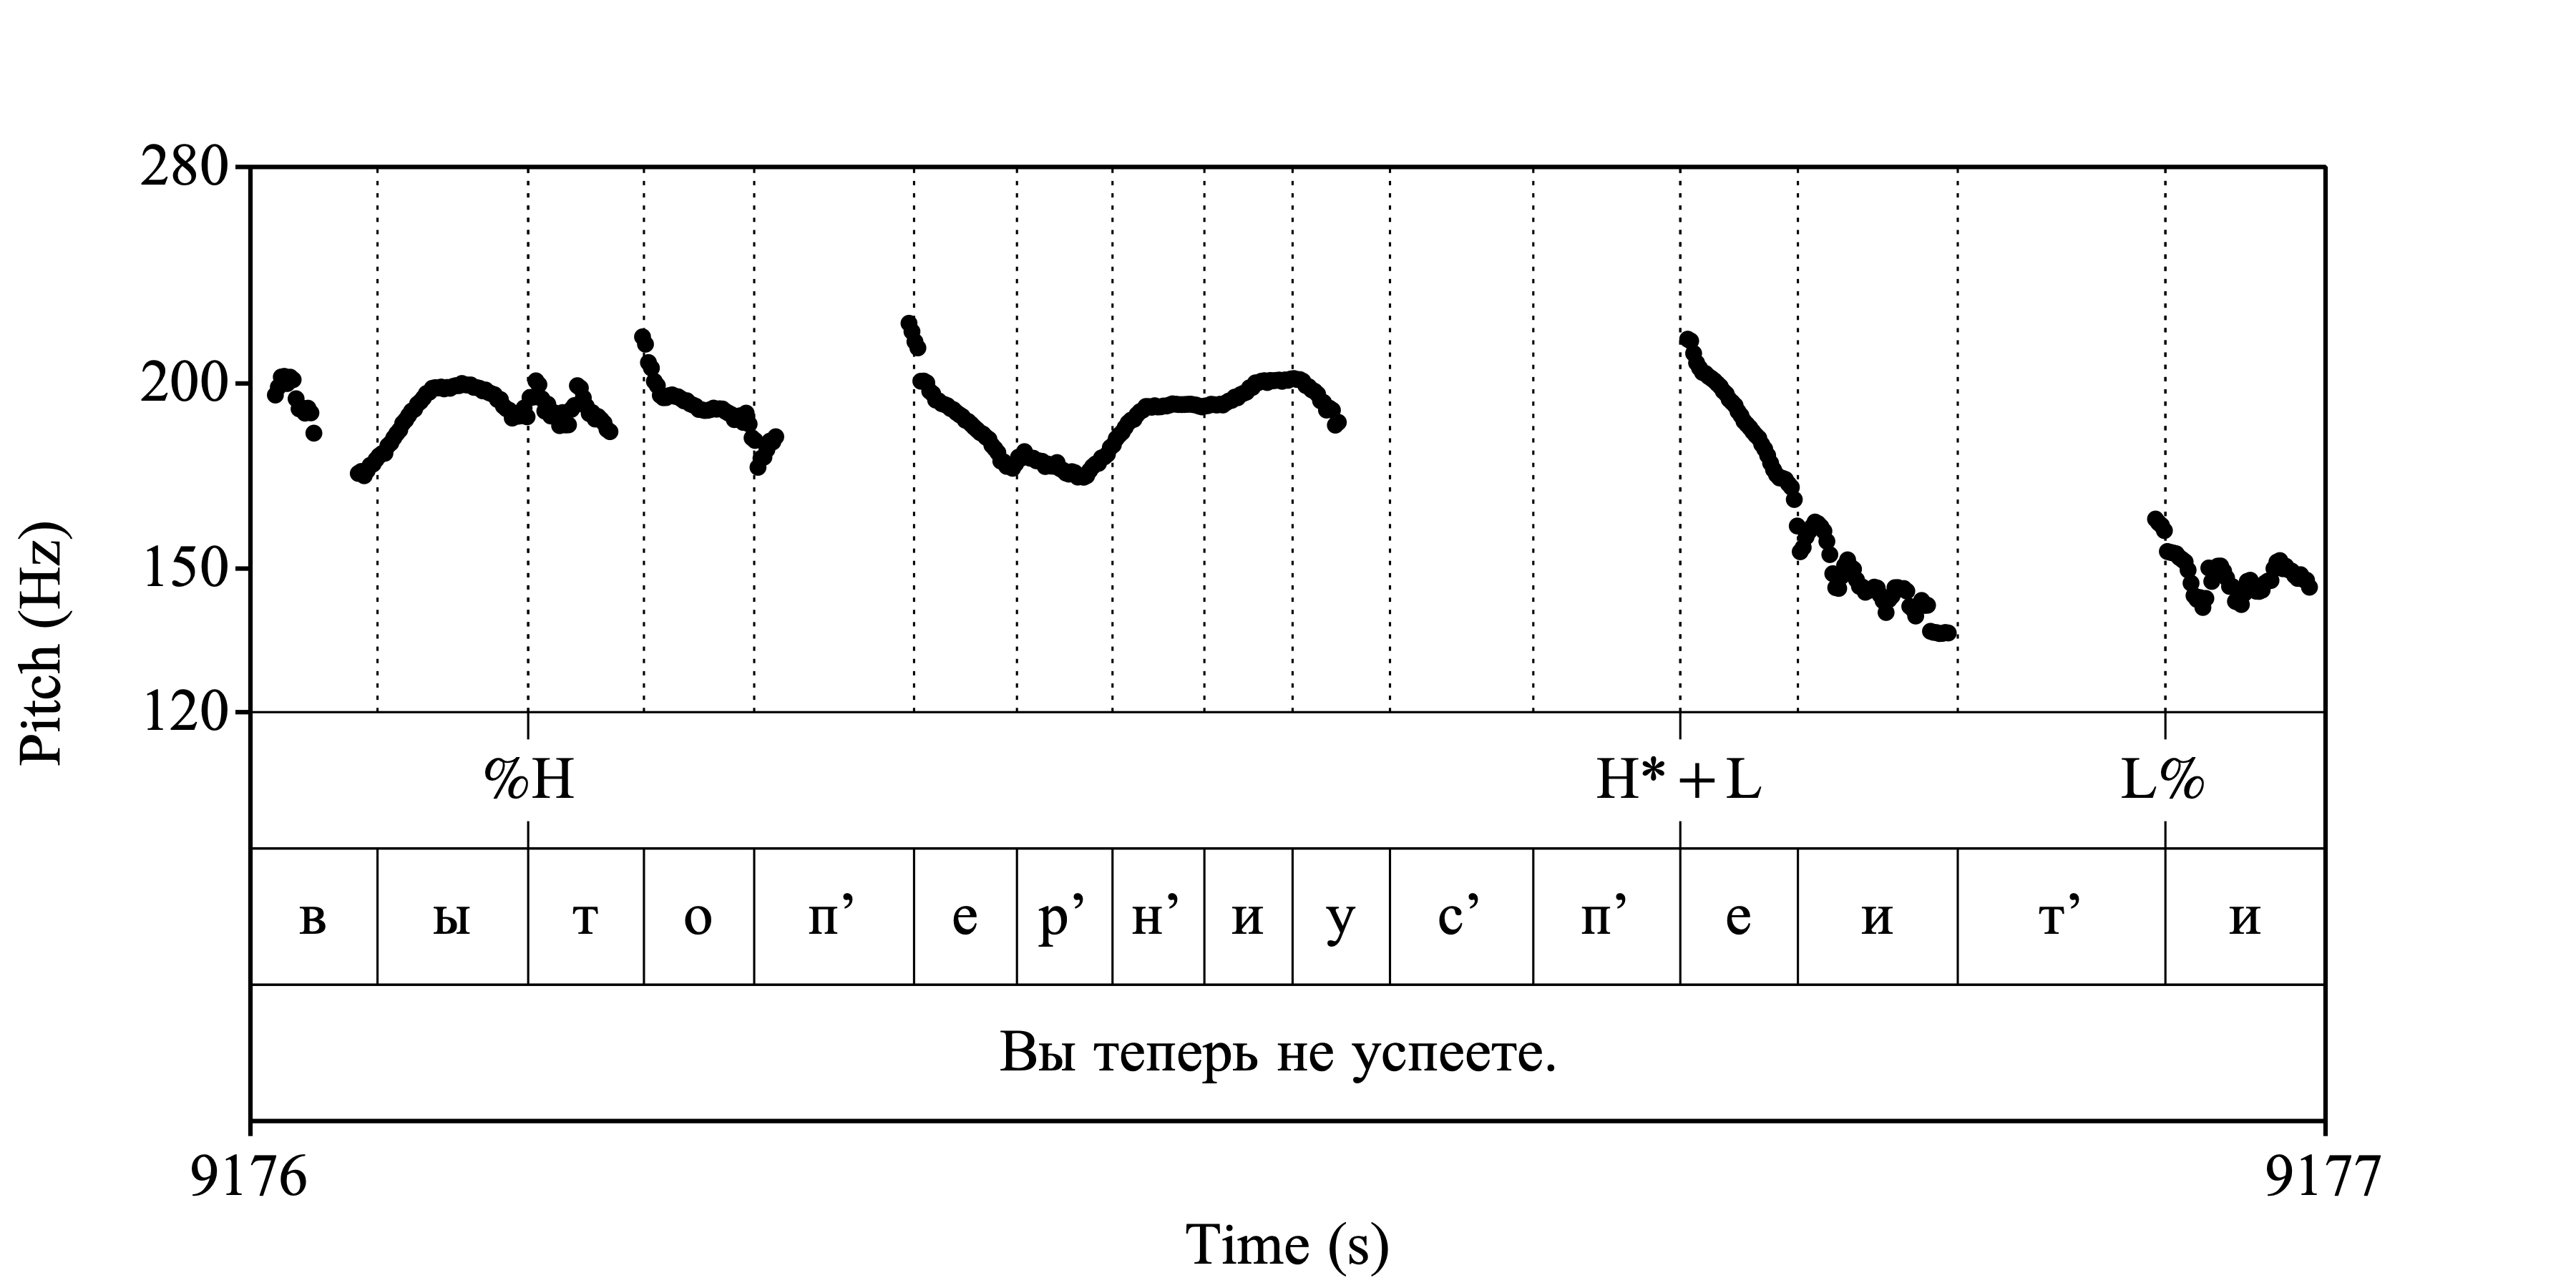 280
200
150
120
Pitch (Hz)
%H H* + L L%
в ы т о п’ е р’ н’ и у с’ п’ е и т’ и
Вы теперь не успеете.
9176 9177
Time (s)